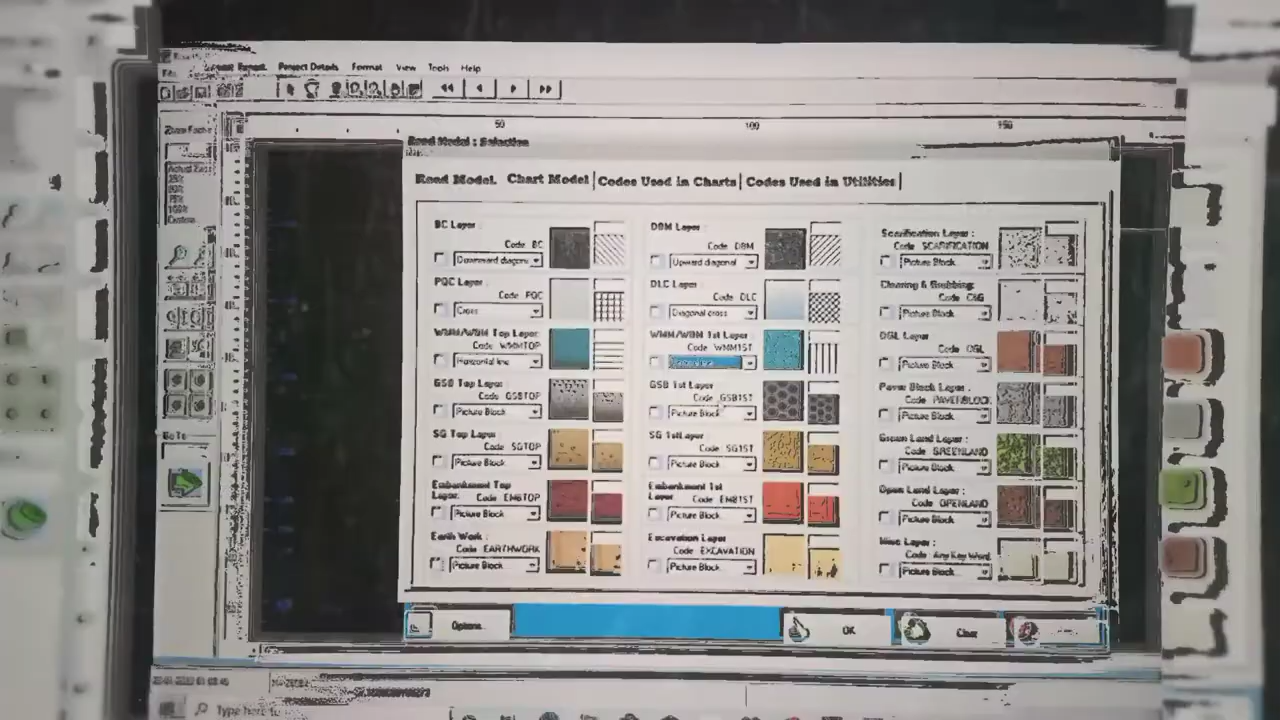 Project Details Format View Tools Help
50 100 150
Road Model : Selection
Road Model. Chart Model Codes Used in Charts Codes Used in Utilities
BC Layer :
Code BC
Downward diagonal
DBM Layer :
Code DBM
Upward diagonal
Scarification Layer :
Code SCARIFICATION
Picture Block
PQC Layer :
Code PQC
Cross
DLC Layer :
Code DLC
Diagonal cross
Clearing & Grubbing:
Code CNG
Picture Block
WMM/WBM Top Layer:
Code WMMTOP
Horizontal line
WMM/WBM 1st Layer :
Code WMM1ST
OGL Layer :
Code OGL
Picture Block
GSB Top Layer :
Code GSBTOP
Picture Block
GSB 1st Layer
Code GSB1ST
Picture Block
Paver Block Layer :
Code PAVERBLOCK
Picture Block
SG Top Layer :
Code SGTOP
Picture Block
SG 1stLayer
Code SG1ST
Picture Block
Green Land Layer :
Code GREENLAND
Picture Block
Embankment Top
Layer: Code EMBTOP
Picture Block
Embankment 1st
Layer Code EMB1ST
Picture Block
Open Land Layer :
Code OPENLAND
Picture Block
Earth Work :
Code EARTHWORK
Picture Block
Excavation Layer
Code EXCAVATION
Picture Block
Misc Layer :
Code Any Key Word
Picture Block
Options OK Clear
Type here to